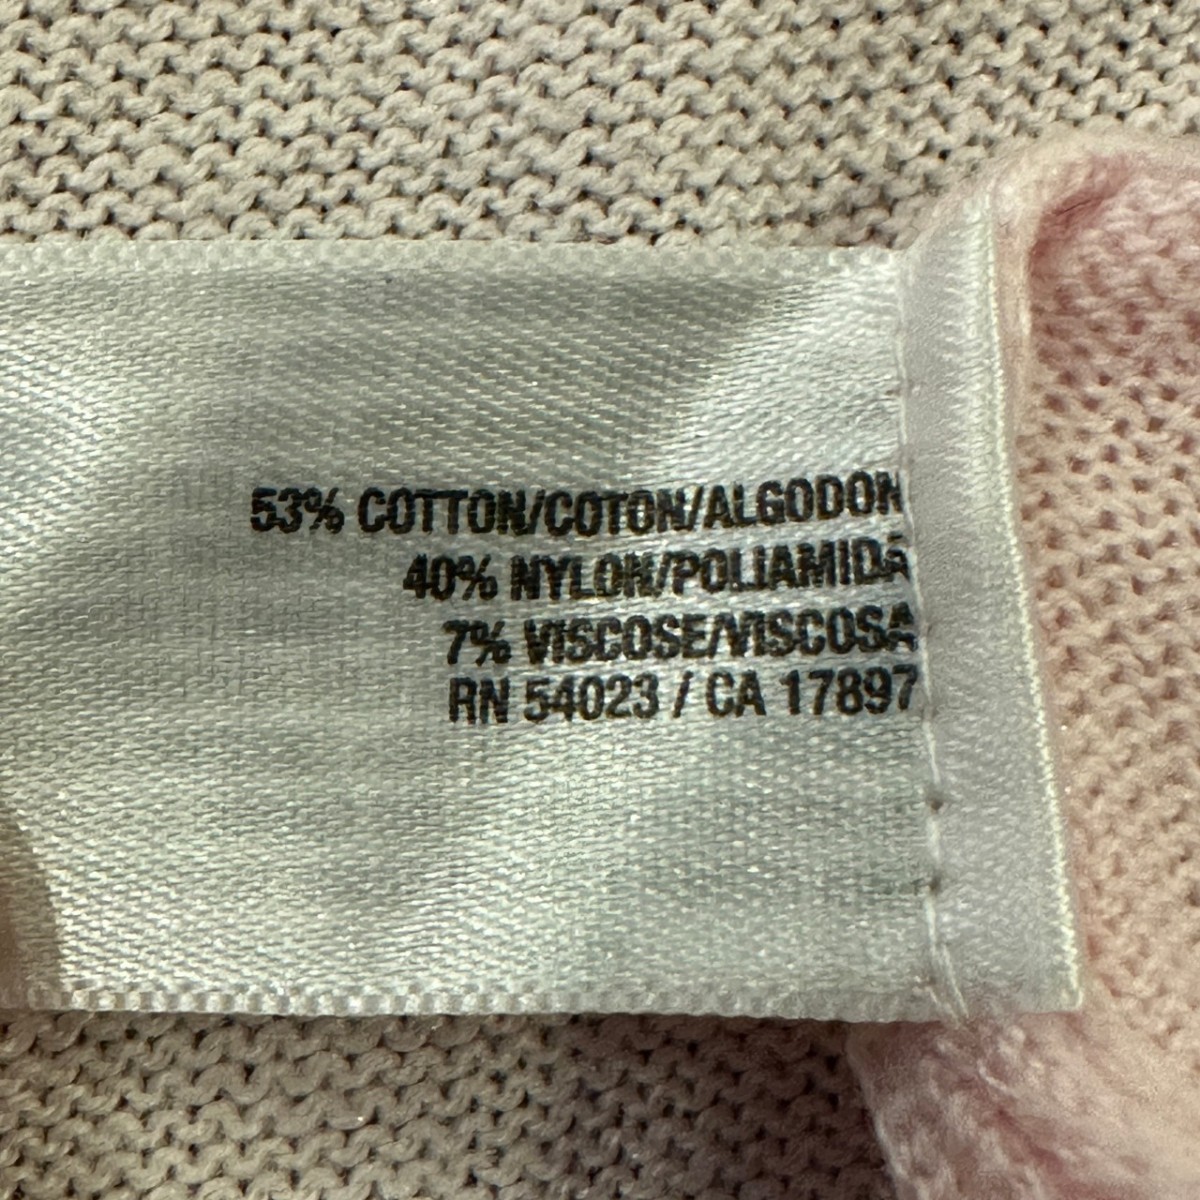 53% COTTON/COTON/ALGODON
40% NYLON/POLIAMIDA
7% VISCOSE/VISCOSA
RN 54023 / CA 17897